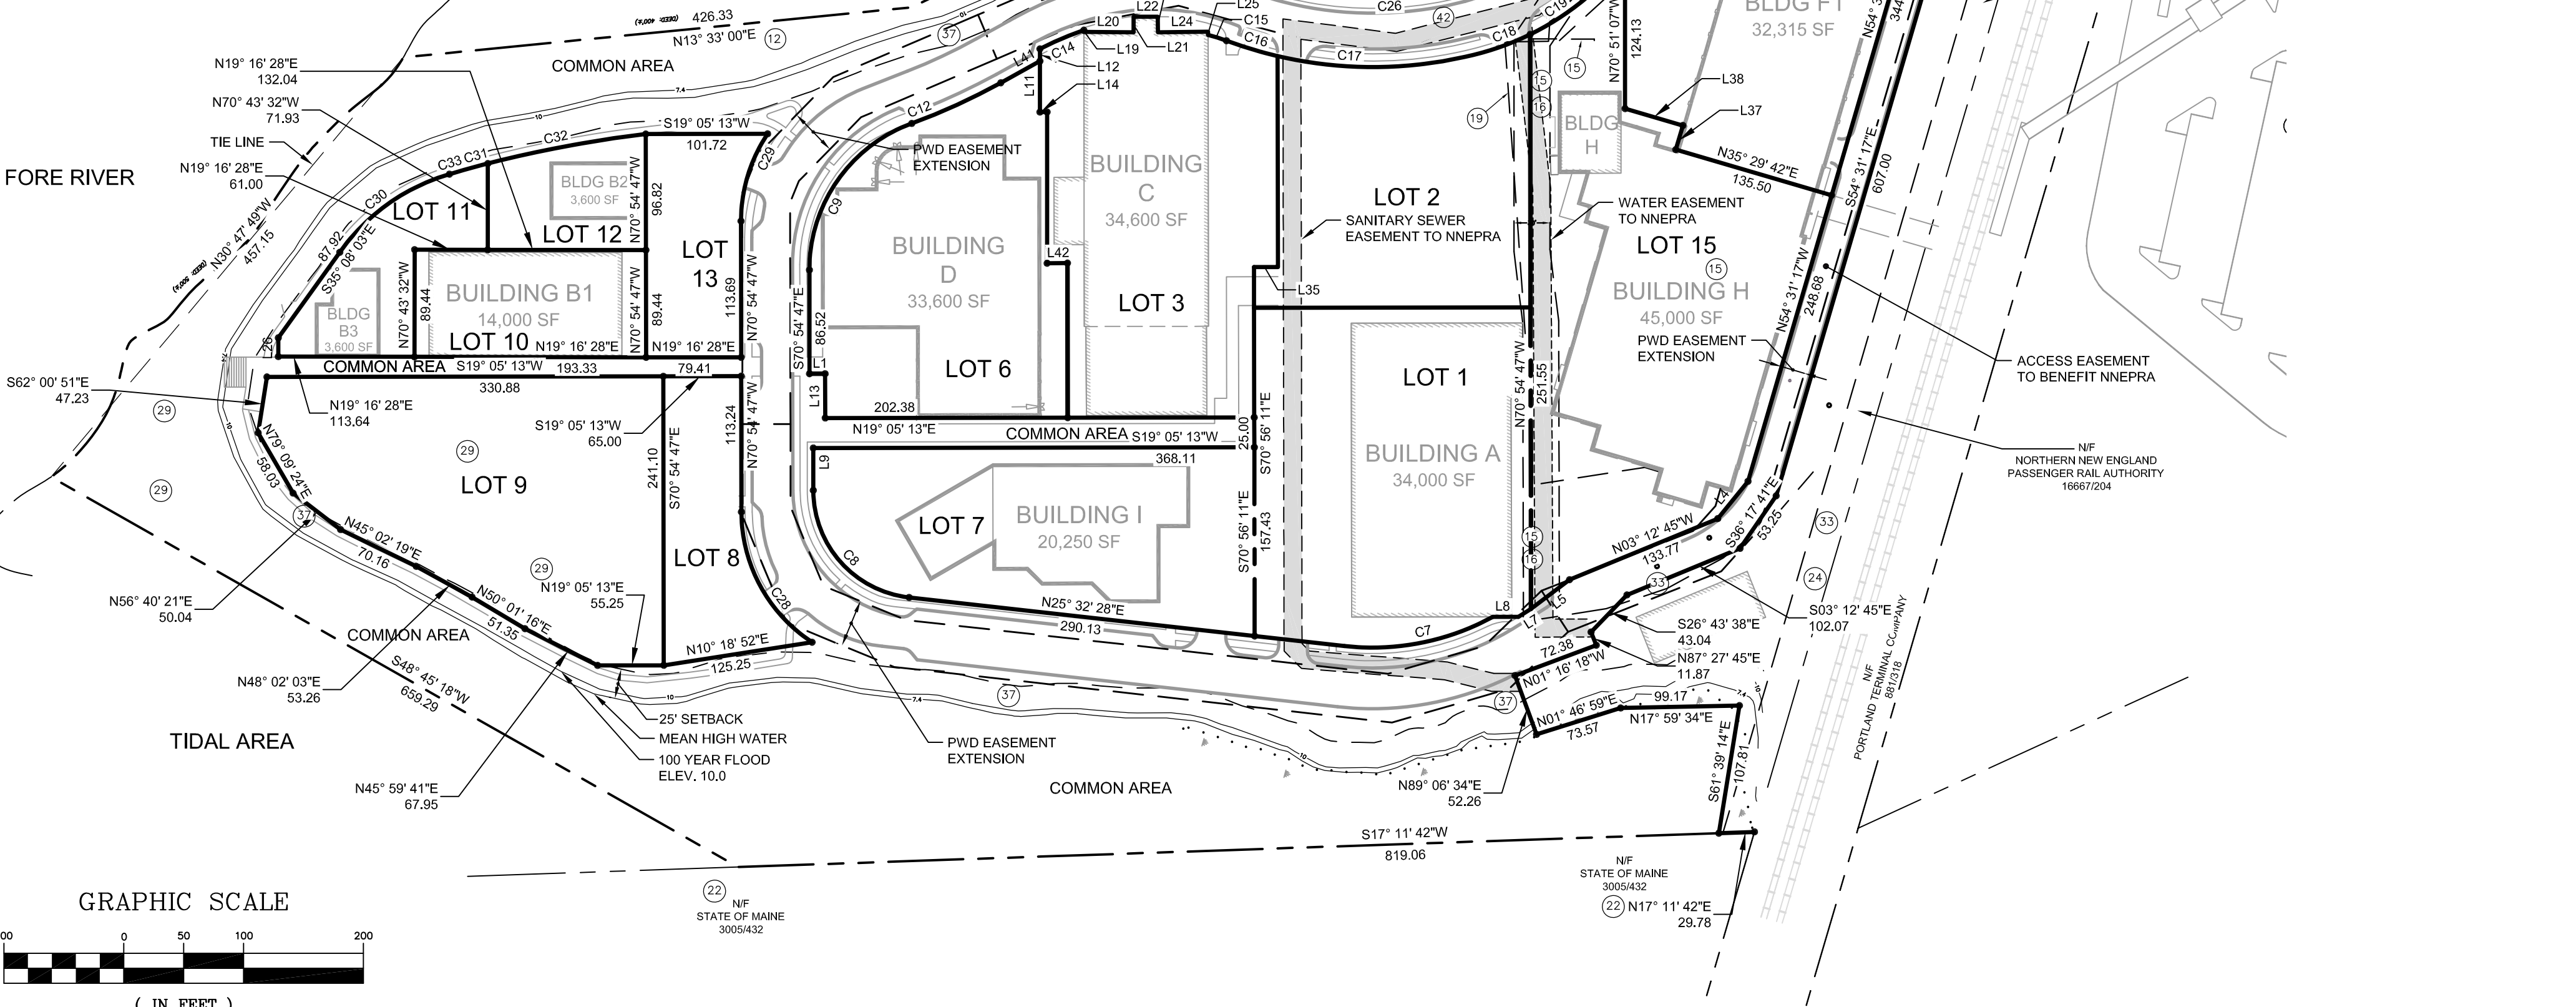 426.33
N13° 33' 00"E
12
COMMON AREA
37
N19° 16' 28"E
132.04
N70° 43' 32"W
71.93
TIE LINE
N19° 16' 28"E
61.00
FORE RIVER
N30° 47' 49"W
457.15
C33
C31
C32
C30
S19° 05' 13"W
101.72
C29
PWD EASEMENT
EXTENSION
LOT 11
BLDG B2
3,600 SF
LOT 12
N70° 54' 47"W
96.82
LOT
13
87.92
S35° 08' 03"E
BLDG
B3
3,600 SF
L26
N70° 43' 32"W
89.44
BUILDING B1
14,000 SF
LOT 10
N19° 16' 28"E
N70° 54' 47"W
89.44
N19° 16' 28"E
113.69
N70° 54' 47"W
COMMON AREA
S19° 05' 13"W
193.33
79.41
330.88
S62° 00' 51"E
47.23
N19° 16' 28"E
113.64
S19° 05' 13"W
65.00
29
29
29
29
LOT 9
N79° 09' 24"E
58.03
37
N45° 02' 19"E
70.16
N50° 01' 16"E
51.35
N56° 40' 21"E
50.04
COMMON AREA
N48° 02' 03"E
53.26
S48° 45' 18"W
659.29
TIDAL AREA
N45° 59' 41"E
67.95
N19° 05' 13"E
55.25
241.10
S70° 54' 47"E
113.24
N70° 54' 47"W
LOT 8
C28
N10° 18' 52"E
125.25
25' SETBACK
MEAN HIGH WATER
100 YEAR FLOOD
ELEV. 10.0
L20
L22
L24
L25
C15
C16
L19
L21
C14
L41
L12
L11
L14
C12
C9
BUILDING
D
33,600 SF
LOT 6
S70° 54' 47"E
86.52
L1
L13
202.38
N19° 05' 13"E
L42
BUILDING
C
34,600 SF
LOT 3
L35
COMMON AREA
S19° 05' 13"W
368.11
25.00
S70° 56' 11"E
L9
LOT 7
BUILDING I
20,250 SF
C8
N25° 32' 28"E
290.13
S70° 56' 11"E
157.43
PWD EASEMENT
EXTENSION
37
COMMON AREA
C26
42
C17
C18
C19
19
15
16
15
LOT 2
SANITARY SEWER
EASEMENT TO NNEPRA
LOT 1
BUILDING A
34,000 SF
N70° 54' 47"W
251.55
15
16
C7
L8
L7
L5
BLDG F1
32,315 SF
N70° 51' 07"W
124.13
L38
L37
BLDG
H
N35° 29' 42"E
135.50
WATER EASEMENT
TO NNEPRA
LOT 15
15
BUILDING H
45,000 SF
PWD EASEMENT
EXTENSION
N54° 31' 17"W
248.68
S54° 31' 17"E
607.00
ACCESS EASEMENT
TO BENEFIT NNEPRA
N/F
NORTHERN NEW ENGLAND
PASSENGER RAIL AUTHORITY
16667/204
L4
N03° 12' 45"W
133.77
S36° 17' 41"E
53.25
33
33
24
S03° 12' 45"E
102.07
S26° 43' 38"E
43.04
N87° 27' 45"E
11.87
72.38
N01° 16' 18"W
37
N01° 46' 59"E
73.57
99.17
N17° 59' 34"E
S61° 39' 14"E
107.81
N89° 06' 34"E
52.26
N/F
PORTLAND TERMINAL COMPANY
881/318
S17° 11' 42"W
819.06
N/F
STATE OF MAINE
3005/432
22
N17° 11' 42"E
29.78
22
N/F
STATE OF MAINE
3005/432
GRAPHIC SCALE
0
50
100
200
( IN FEET )